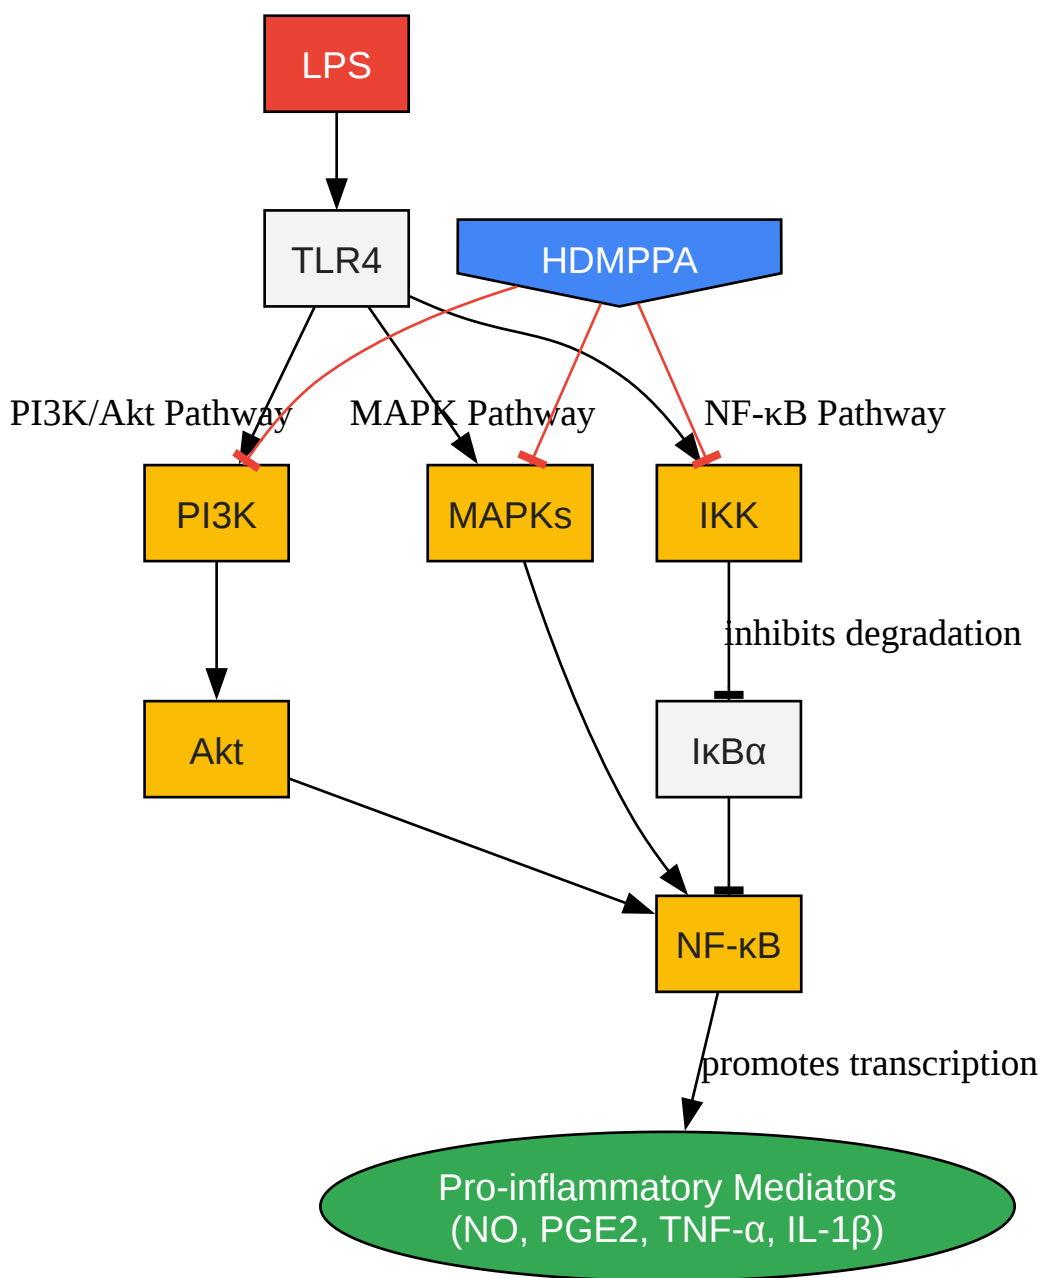 LPS
TLR4
HDMPPA
PI3K/Akt Pathway
MAPK Pathway
NF-κB Pathway
PI3K
MAPKs
IKK
inhibits degradation
Akt
IκBα
NF-κB
promotes transcription
Pro-inflammatory Mediators
(NO, PGE2, TNF-α, IL-1β)